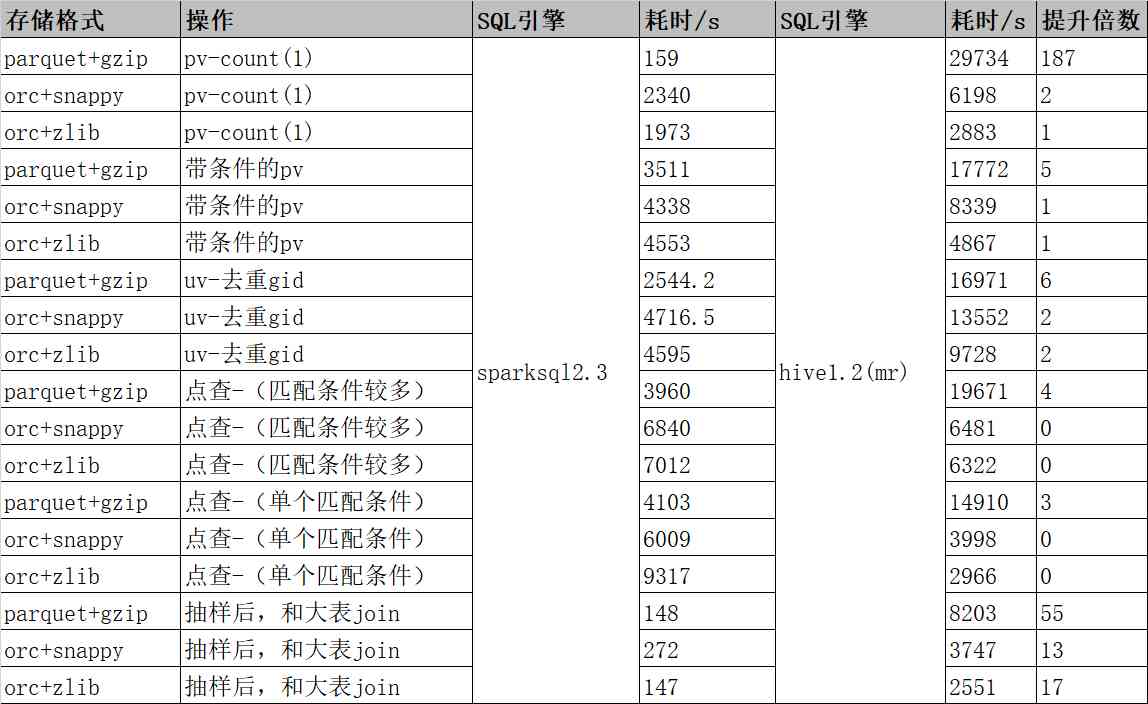 存储格式 操作 SQL引擎 耗时/s SQL引擎 耗时/s 提升倍数
parquet+gzip pv-count(1) 159 29734 187
orc+snappy pv-count(1) 2340 6198 2
orc+zlib pv-count(1) 1973 2883 1
parquet+gzip 带条件的pv 3511 17772 5
orc+snappy 带条件的pv 4338 8339 1
orc+zlib 带条件的pv 4553 4867 1
parquet+gzip uv-去重gid 2544.2 16971 6
orc+snappy uv-去重gid 4716.5 13552 2
orc+zlib uv-去重gid 4595 9728 2
sparksql2.3 hive1.2(mr)
parquet+gzip 点查-（匹配条件较多） 3960 19671 4
orc+snappy 点查-（匹配条件较多） 6840 6481 0
orc+zlib 点查-（匹配条件较多） 7012 6322 0
parquet+gzip 点查-（单个匹配条件） 4103 14910 3
orc+snappy 点查-（单个匹配条件） 6009 3998 0
orc+zlib 点查-（单个匹配条件） 9317 2966 0
parquet+gzip 抽样后，和大表join 148 8203 55
orc+snappy 抽样后，和大表join 272 3747 13
orc+zlib 抽样后，和大表join 147 2551 17